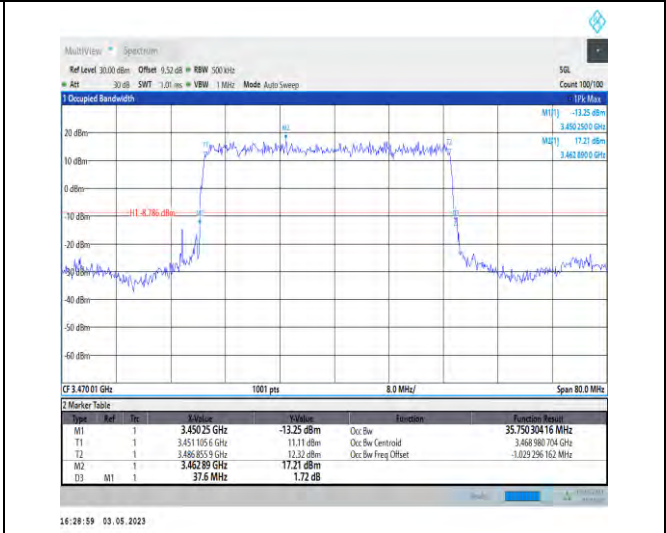 MultiView Spectrum
Ref Level 30.00 dBm Offset 9.52 dB RBW 500 kHz SGL
Att 30 dB SWT 1.01 ms VBW 1 MHz Mode Auto Sweep Count 100/100
1 Occupied Bandwidth 1Pk Max
M1[1] -13.25 dBm
3.450 250 0 GHz
M2[1] 17.21 dBm
3.462 890 0 GHz
20 dBm
M2
T1
T2
10 dBm
0 dBm
-10 dBm
H1 -8.786 dBm
M1
D3
-20 dBm
-30 dBm
-40 dBm
-50 dBm
-60 dBm
CF 3.470 01 GHz 1001 pts 8.0 MHz/ Span 80.0 MHz
2 Marker Table
Type Ref Trc X-Value Y-Value Function Function Result
M1 1 3.45025 GHz -13.25 dBm Occ Bw 35.750304 16 MHz
T1 1 3.451 105 6 GHz 11.11 dBm Occ Bw Centroid 3.468 980 704 GHz
T2 1 3.486 855 9 GHz 12.32 dBm Occ Bw Freq Offset -1.029 296 162 MHz
M2 1 3.46289 GHz 17.21 dBm
D3 M1 1 37.6 MHz 1.72 dB
16:28:59 03.05.2023